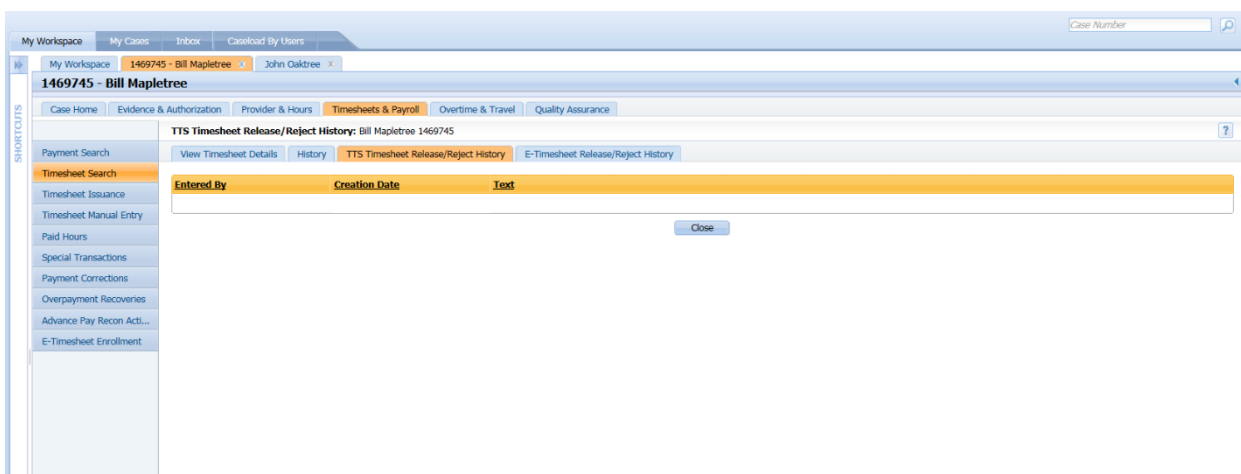 Case Number
My Workspace My Cases Inbox Caseload By Users
My Workspace 1469745 - Bill Mapletree x John Oaktree x
1469745 - Bill Mapletree
SHORTCUTS
Case Home Evidence & Authorization Provider & Hours Timesheets & Payroll Overtime & Travel Quality Assurance
TTS Timesheet Release/Reject History: Bill Mapletree 1469745 ?
View Timesheet Details History TTS Timesheet Release/Reject History E-Timesheet Release/Reject History
Payment Search
Timesheet Search
Timesheet Issuance
Timesheet Manual Entry
Paid Hours
Special Transactions
Payment Corrections
Overpayment Recoveries
Advance Pay Recon Acti...
E-Timesheet Enrollment
Entered By Creation Date Text
Close